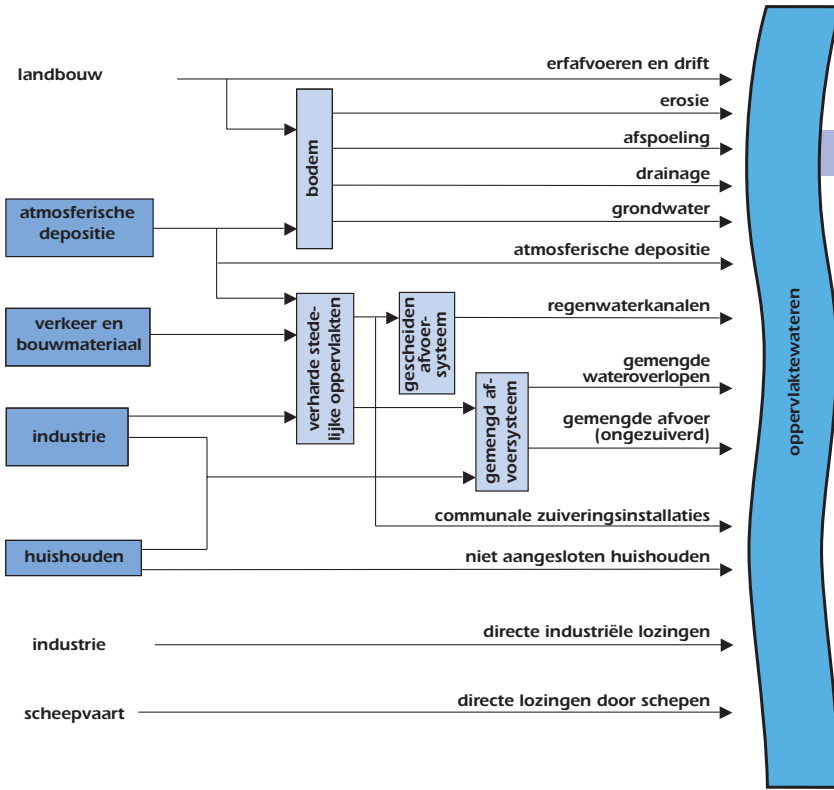 landbouw
erfafvoeren en drift
erosie
afspoeling
bodem
drainage
grondwater
atmosferische
depositie
atmosferische depositie
verharde stede-
lijke oppervlakten
gescheiden
afvoer-
systeem
regenwaterkanalen
verkeer en
bouwmateriaal
gemengde
wateroverlopen
gemengd af-
voersysteem
gemengde afvoer
(ongezuiverd)
industrie
communale zuiveringsinstallaties
huishouden
niet aangesloten huishouden
industrie
directe industriële lozingen
scheepvaart
directe lozingen door schepen
oppervlaktewateren